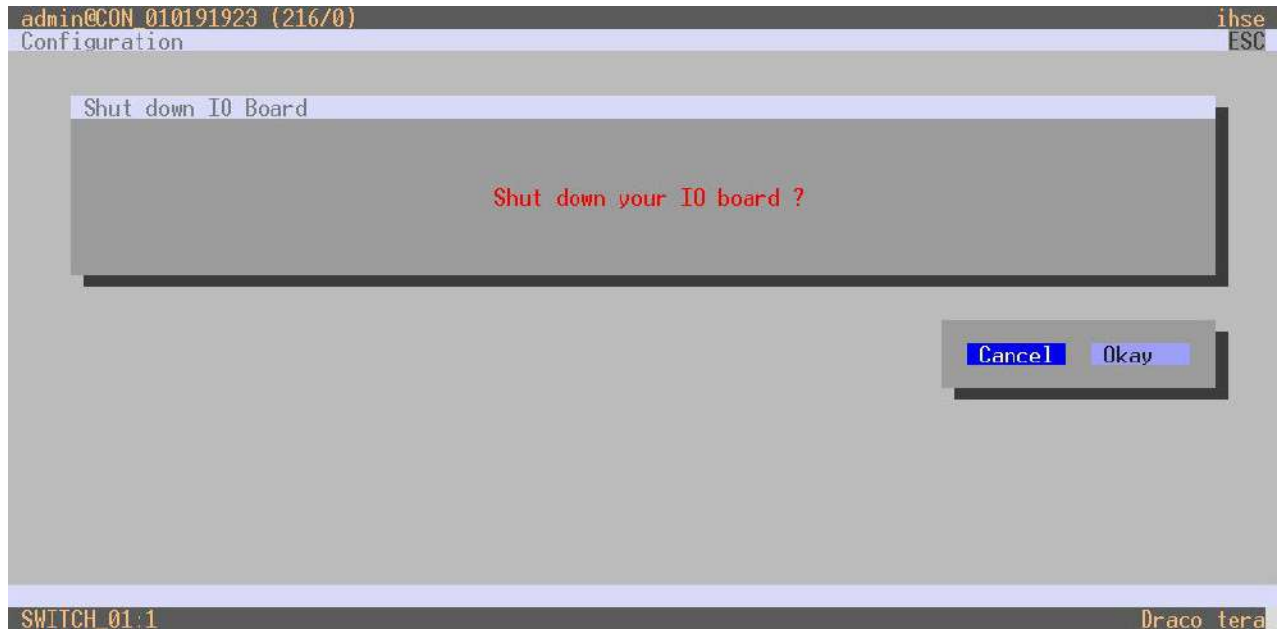 admin@CON_010191923 (216/0) ihse
Configuration ESC
Shut down IO Board
Shut down your IO board ?
Cancel Okay
SWITCH_01:1 Draco tera